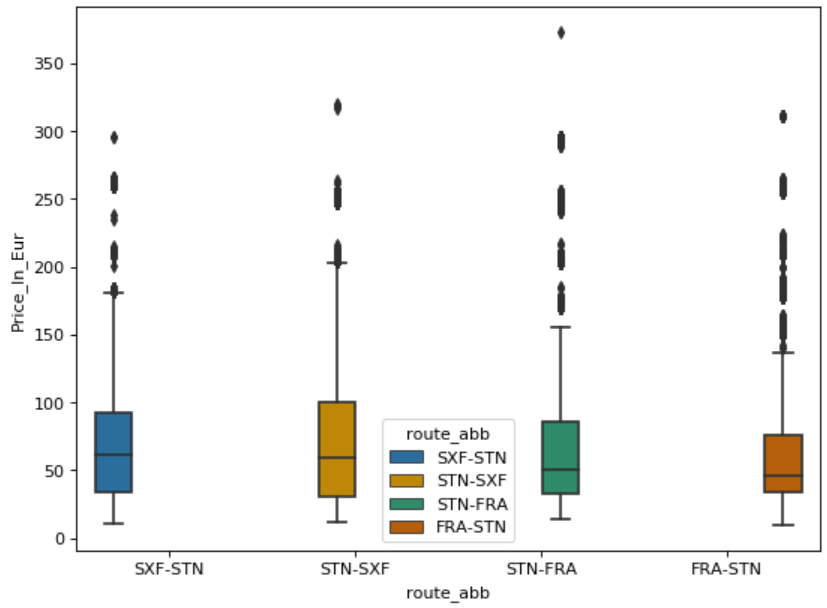 350
300
250
200
150
100
50
0
Price_In_Eur
route_abb
SXF-STN
STN-SXF
STN-FRA
FRA-STN
SXF-STN STN-SXF STN-FRA FRA-STN
route_abb